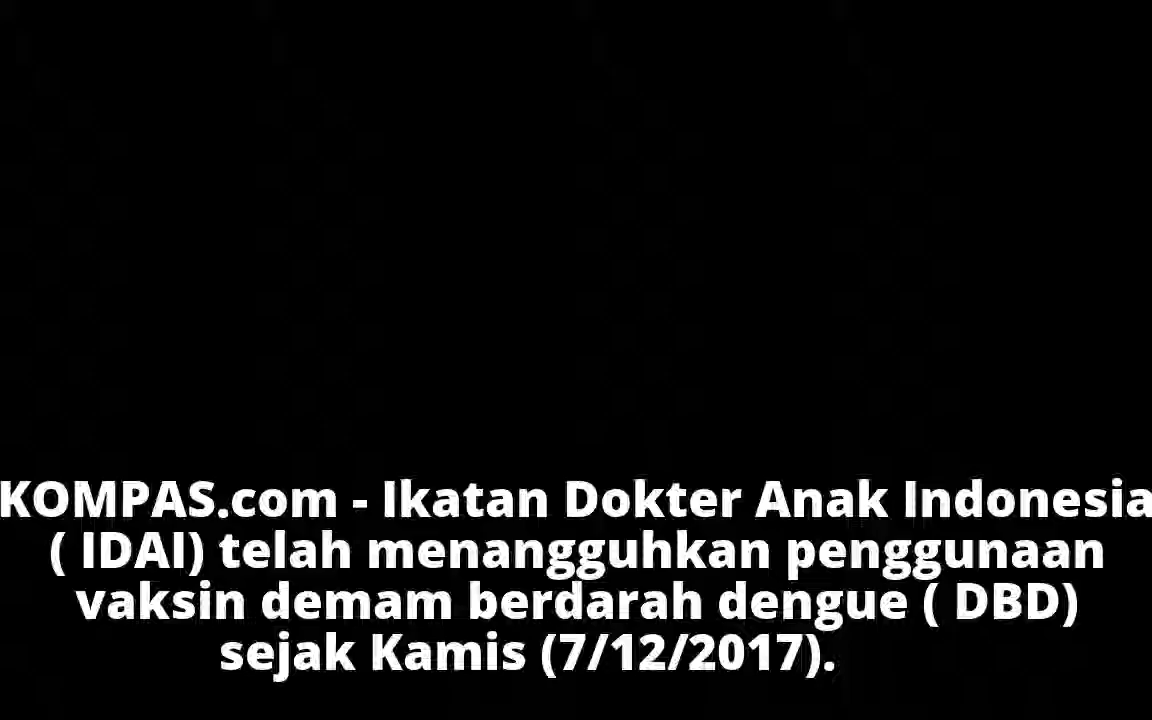 KOMPAS.com - Ikatan Dokter Anak Indonesia
( IDAI) telah menangguhkan penggunaan
vaksin demam berdarah dengue ( DBD)
sejak Kamis (7/12/2017).